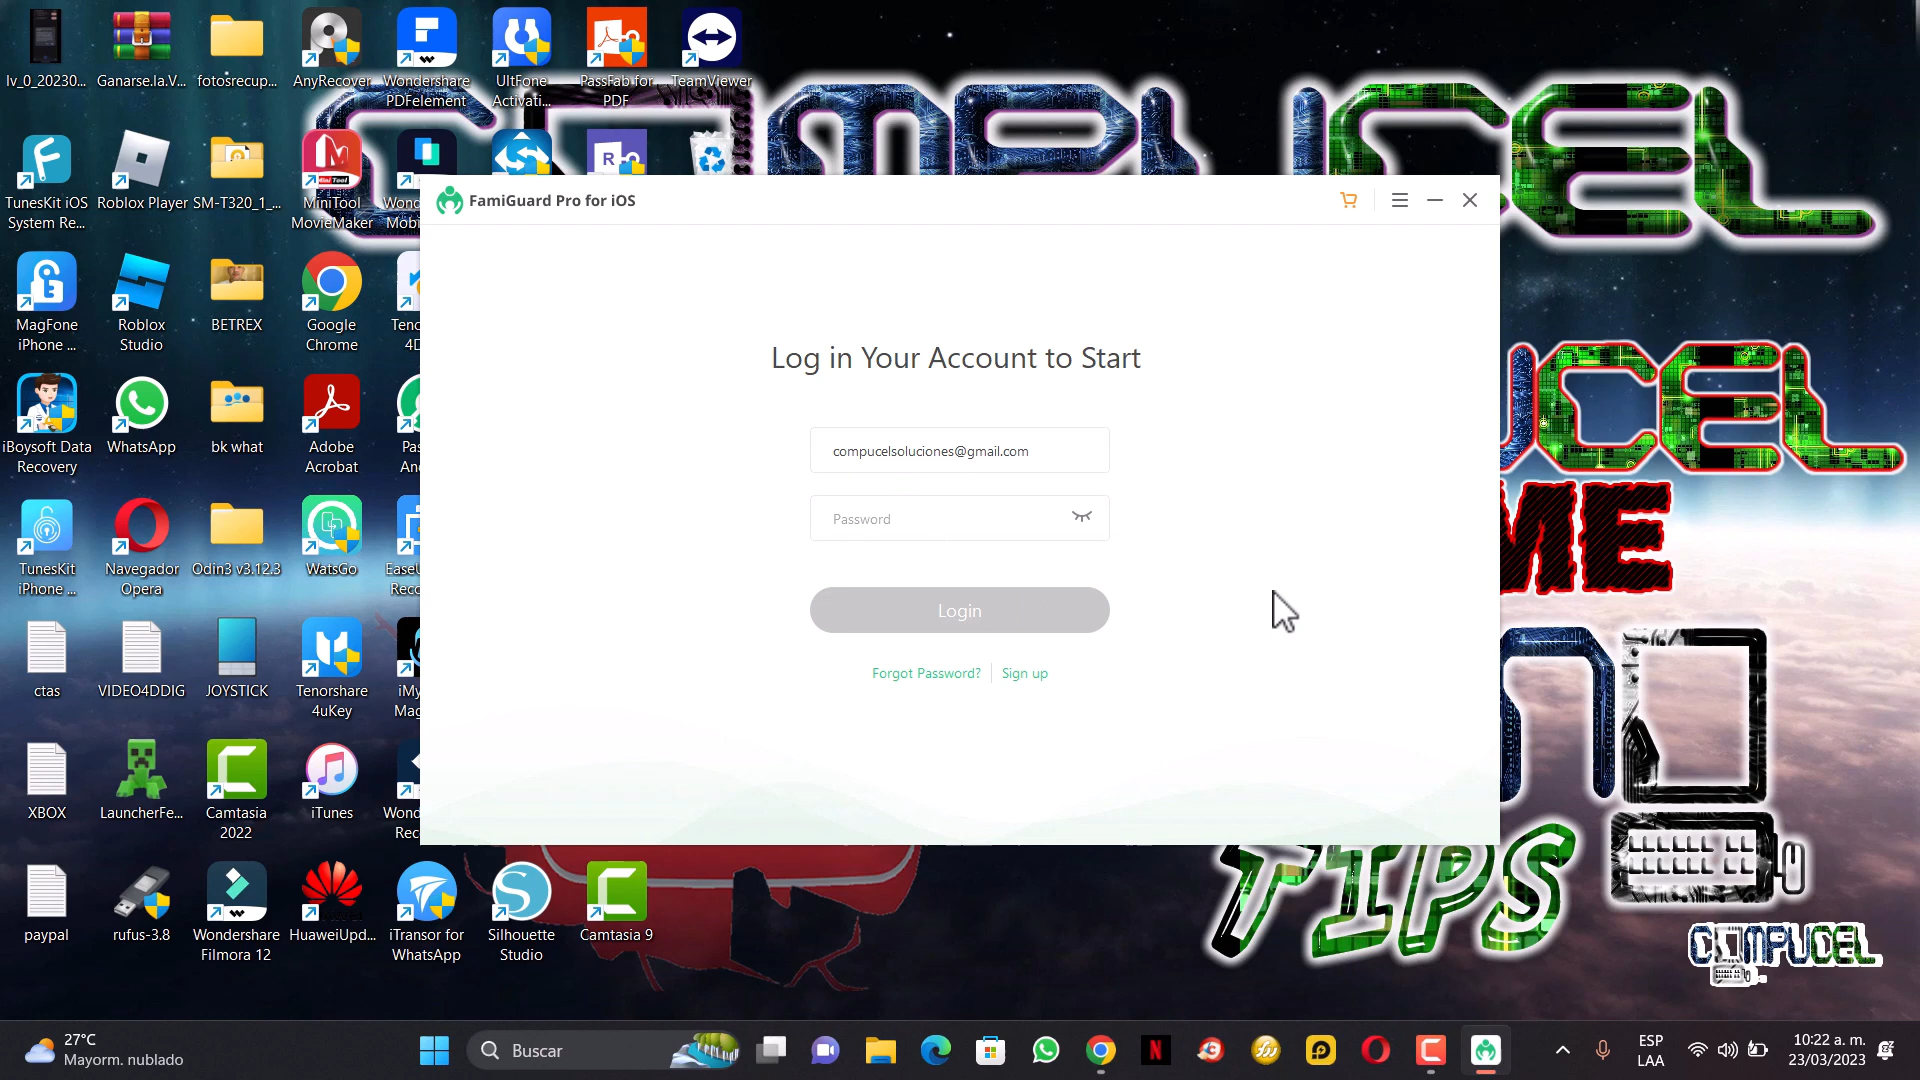 lv_0_20230...
Ganarse.la.V...
fotosrecup...
AnyRecover
Wondershare
PDFelement
UltFone
Activati...
PassFab for
PDF
TeamViewer
TunesKit iOS
System Re...
Roblox Player
SM-T320_1_...
MiniTool
MovieMaker
FamiGuard Pro for iOS
MagFone
iPhone ...
Roblox
Studio
BETREX
Google
Chrome
Log in Your Account to Start
iBoysoft Data
Recovery
WhatsApp
bk what
Adobe
Acrobat
compucelsoluciones@gmail.com
Password
TunesKit
iPhone ...
Navegador
Opera
Odin3 v3.12.3
WatsGo
Login
Forgot Password?
Sign up
ctas
VIDEO4DDIG
JOYSTICK
Tenorshare
4uKey
XBOX
LauncherFe...
Camtasia
2022
iTunes
TIPS
COMPUCEL
paypal
rufus-3.8
Wondershare
Filmora 12
HuaweiUpd...
iTransor for
WhatsApp
Silhouette
Studio
Camtasia 9
27°C
Mayorm. nublado
Buscar
ESP
LAA
10:22 a. m.
23/03/2023